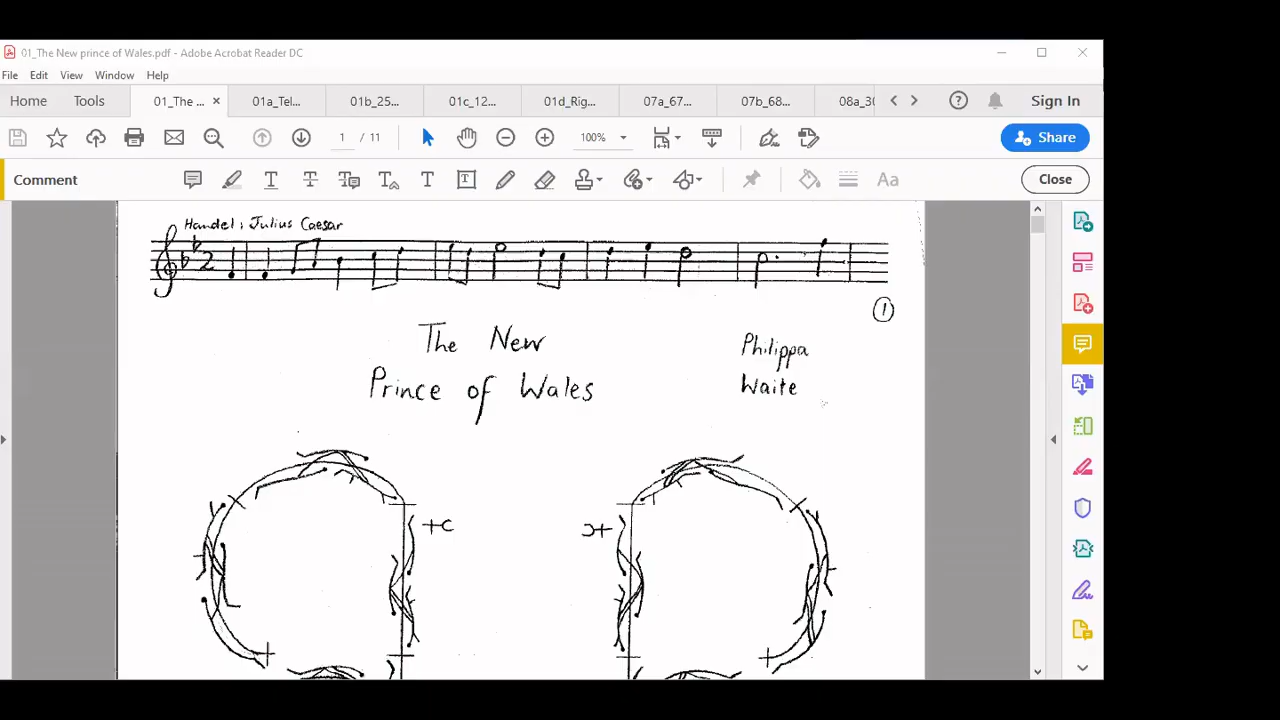 01_The New prince of Wales.pdf - Adobe Acrobat Reader DC
File Edit View Window Help
Home Tools 01_The ... × 01a_Tel... 01b_25... 01c_12... 01d_Rig... 07a_67... 07b_68... 08a_30 Sign In
1 / 11 100% Share
Comment Close
Handel: Julius Caesar
2
1
The New
Prince of Wales
Philippa
Waite